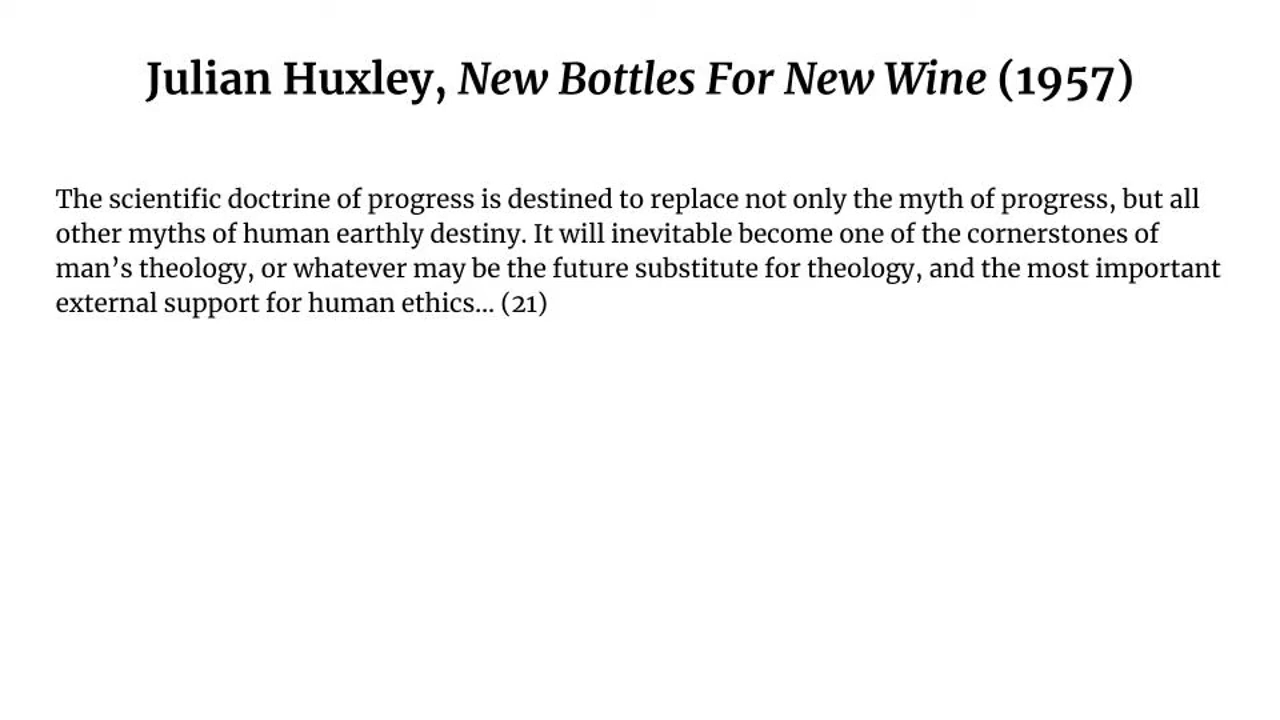 Julian Huxley, New Bottles For New Wine (1957)
The scientific doctrine of progress is destined to replace not only the myth of progress, but all
other myths of human earthly destiny. It will inevitable become one of the cornerstones of
man’s theology, or whatever may be the future substitute for theology, and the most important
external support for human ethics... (21)